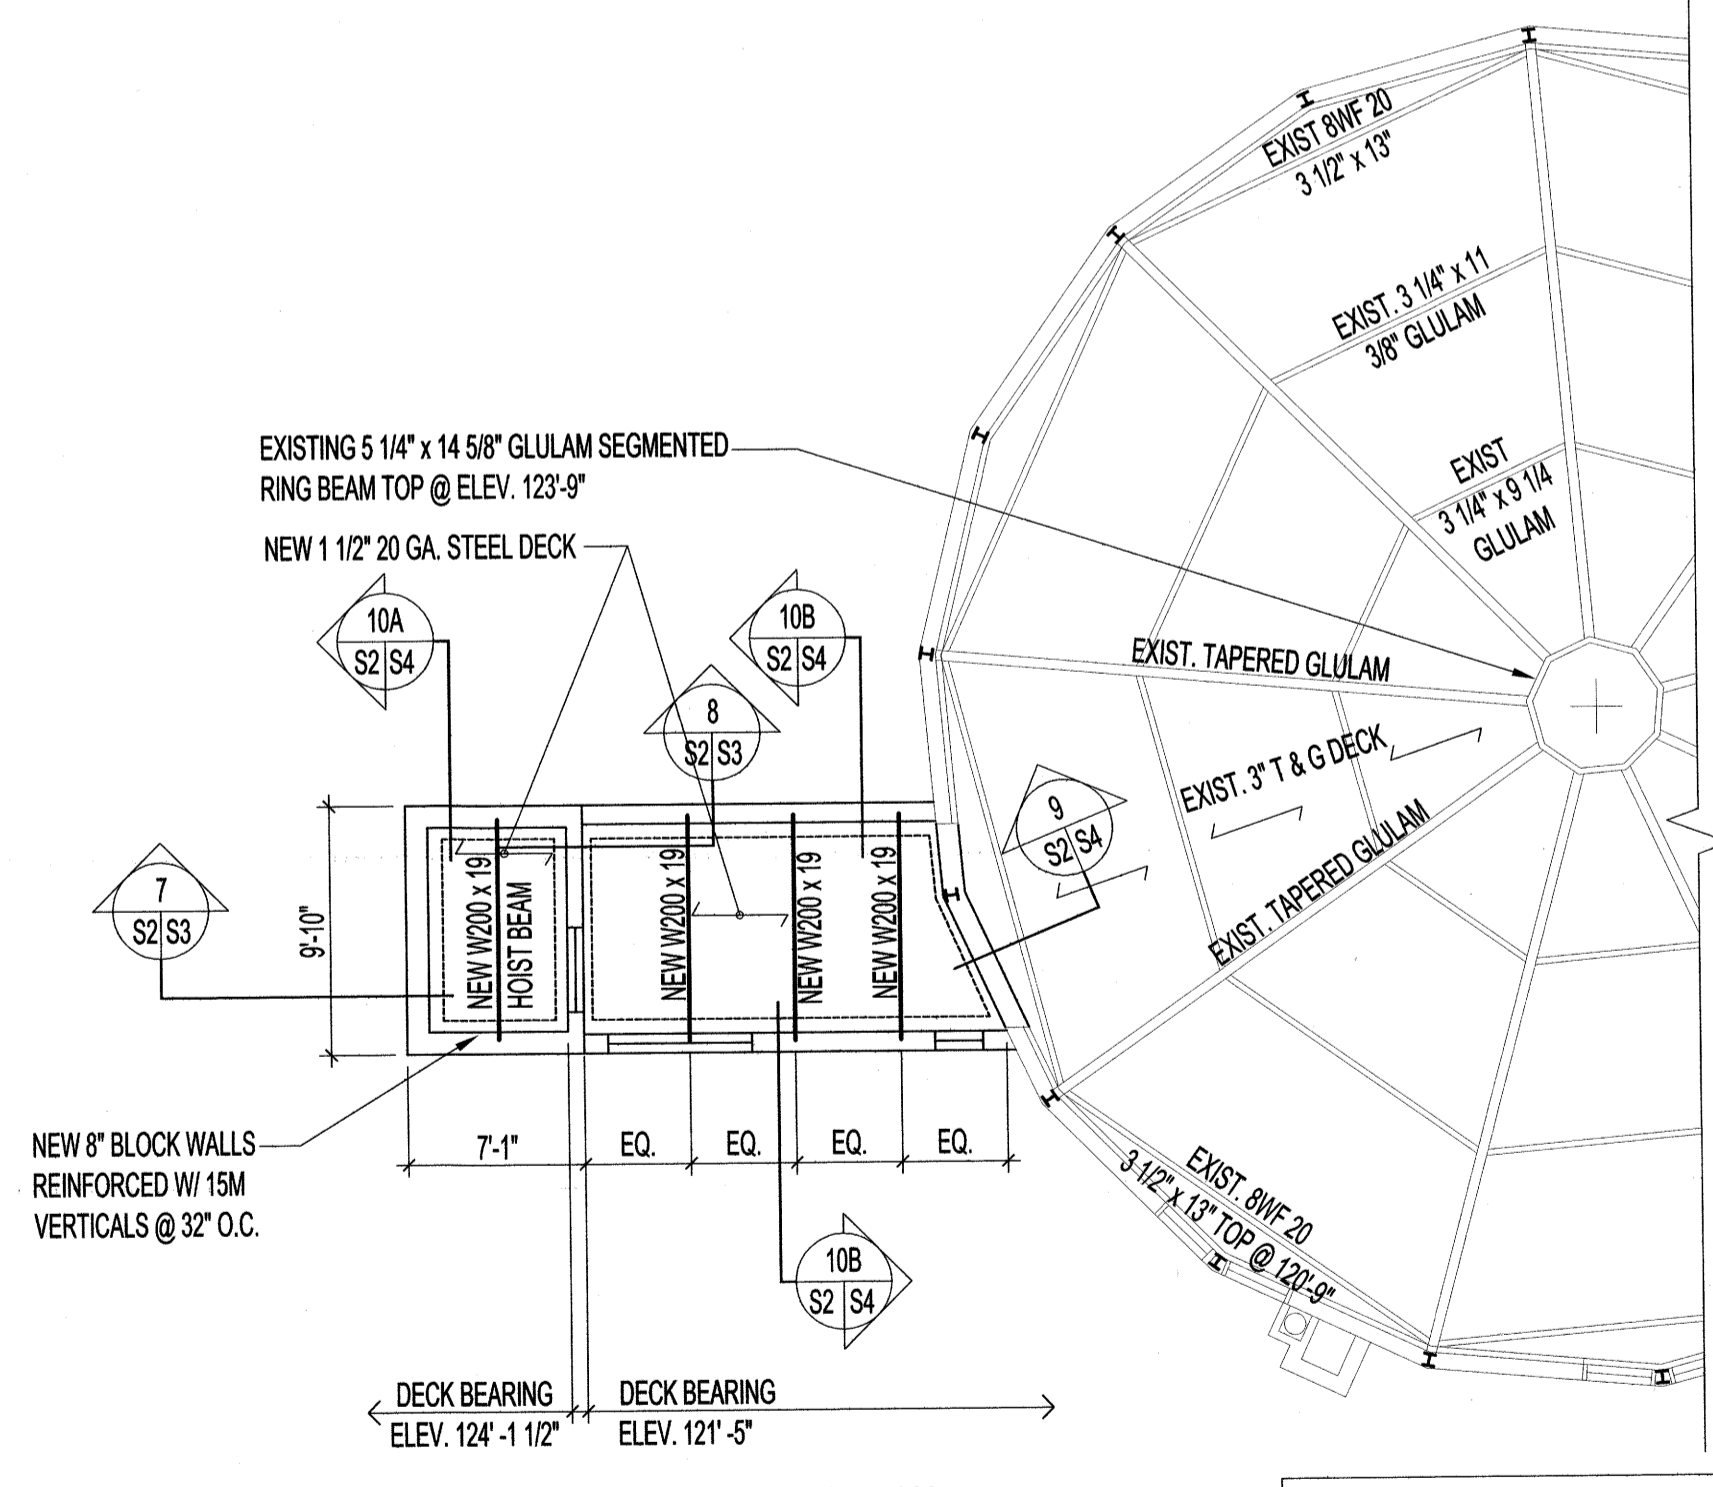 EXIST 8WF 20
3 1/2" x 13"
EXIST. 3 1/4" x 11
3/8" GLULAM
EXIST
3 1/4" x 9 1/4
GLULAM
EXISTING 5 1/4" x 14 5/8" GLULAM SEGMENTED
RING BEAM TOP @ ELEV. 123'-9"
NEW 1 1/2" 20 GA. STEEL DECK
10A
S2 S4
10B
S2 S4
8
S2 S3
EXIST. TAPERED GLULAM
EXIST. 3" T & G DECK
9
S2 S4
EXIST. TAPERED GLULAM
7
S2 S3
9'-10"
NEW W200 x 19
HOIST BEAM
NEW W200 x 19
NEW W200 x 19
NEW W200 x 19
NEW 8" BLOCK WALLS
REINFORCED W/ 15M
VERTICALS @ 32" O.C.
7'-1"
EQ.
EQ.
EQ.
EQ.
EXIST. 8WF 20
3 1/2" x 13" TOP @ 120'-9"
10B
S2 S4
DECK BEARING
ELEV. 124' -1 1/2"
DECK BEARING
ELEV. 121' -5"